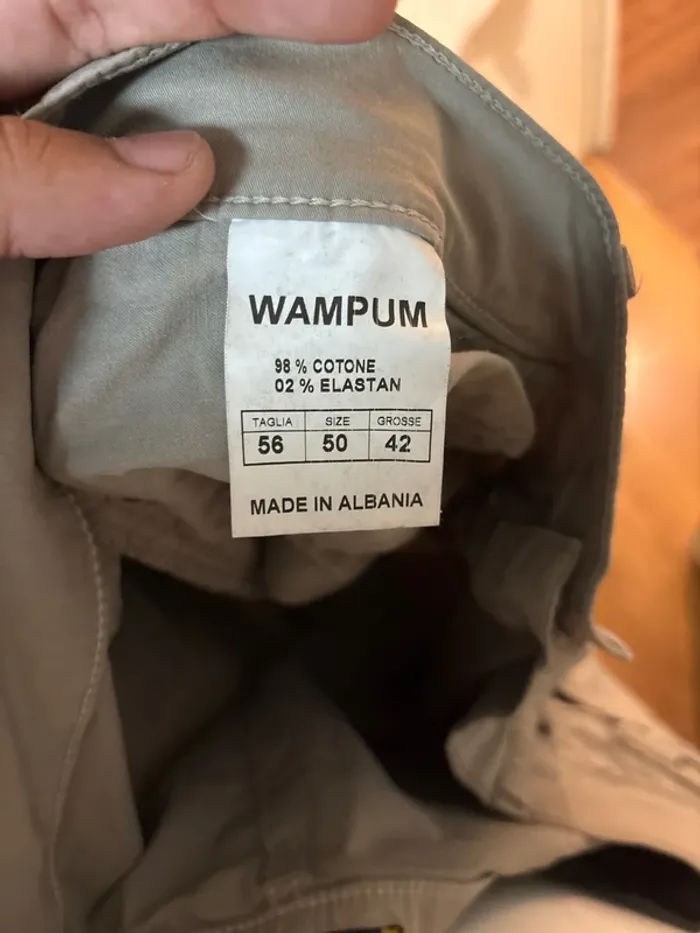 WAMPUM
98 % COTONE
02 % ELASTAN
TAGLIA SIZE GROSSE
56 50 42
MADE IN ALBANIA